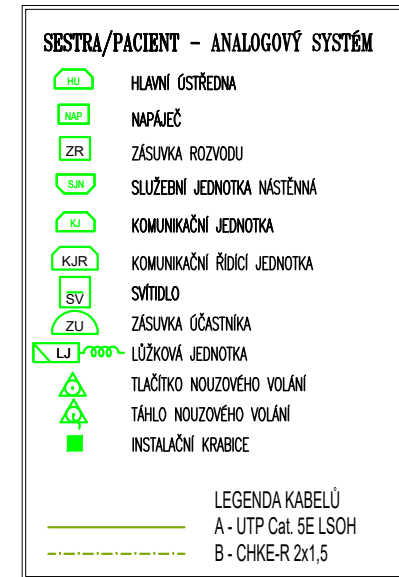 SESTRA/PACIENT - ANALOGOVÝ SYSTÉM
HU HLAVNÍ ÚSTŘEDNA
NAP NAPÁJEČ
ZR ZÁSUVKA ROZVODU
SJN SLUŽEBNÍ JEDNOTKA NÁSTĚNNÁ
KJ KOMUNIKAČNÍ JEDNOTKA
KJR KOMUNIKAČNÍ ŘÍDÍCÍ JEDNOTKA
SV SVÍTIDLO
ZU ZÁSUVKA ÚČASTNÍKA
LJ LŮŽKOVÁ JEDNOTKA
TLAČÍTKO NOUZOVÉHO VOLÁNÍ
TÁHLO NOUZOVÉHO VOLÁNÍ
INSTALAČNÍ KRABICE
LEGENDA KABELŮ
A - UTP Cat. 5E LSOH
B - CHKE-R 2x1,5